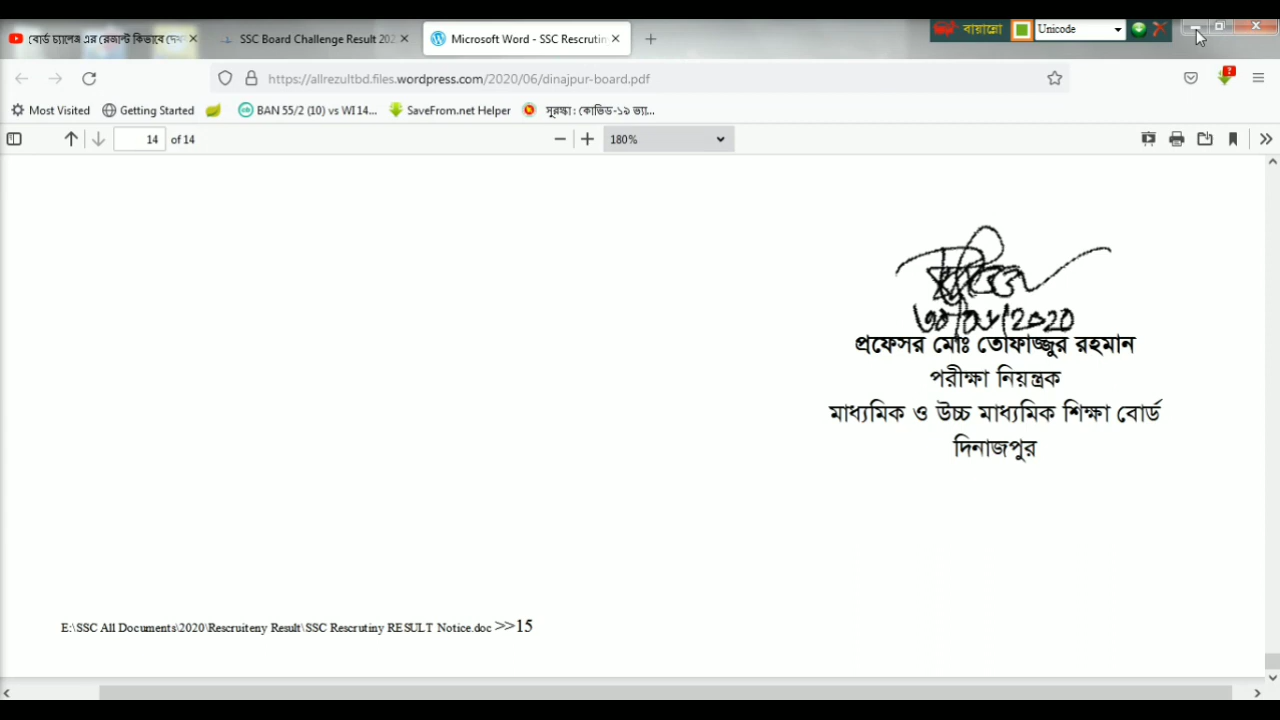 বোর্ড চ্যালেঞ্জ এর রেজাল্ট কিভাবে দেখ
SSC Board Challenge Result 202
Microsoft Word - SSC Rescrutin
বায়ান্নো
Unicode
https://allrezultbd.files.wordpress.com/2020/06/dinajpur-board.pdf
Most Visited
Getting Started
BAN 55/2 (10) vs WI 14...
SaveFrom.net Helper
সুরক্ষা : কোভিড-১৯ ভ্যা...
14 of 14
180%
৩০/০৬/2020
প্রফেসর মোঃ তোফাজ্জুর রহমান
পরীক্ষা নিয়ন্ত্রক
মাধ্যমিক ও উচ্চ মাধ্যমিক শিক্ষা বোর্ড
দিনাজপুর
E:\SSC All Documents\2020\Rescruiteny Result\SSC Rescrutiny RESULT Notice.doc >>15